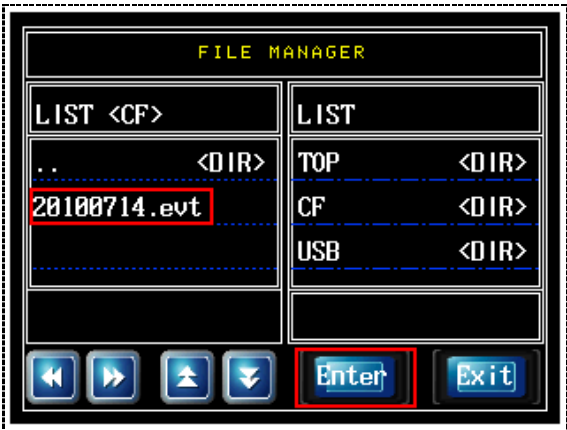 FILE MANAGER
LIST <CF>
LIST
.. <DIR>
TOP <DIR>
20100714.evt
CF <DIR>
USB <DIR>
Enter
Exit